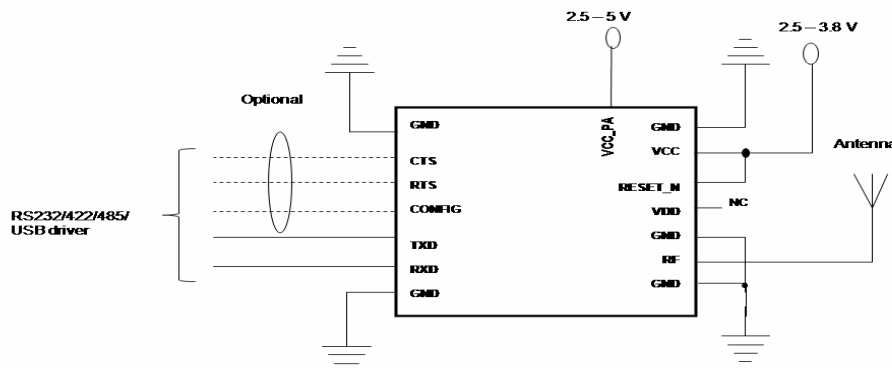 2.5 – 5 V
2.5 – 3.8 V
Optional
GND
CTS
RTS
CONFIG
TXD
RXD
GND
VCC_PA
GND
VCC
RESET_N
VDD
GND
RF
GND
NC
Antenna
RS232/422/485/
USB driver